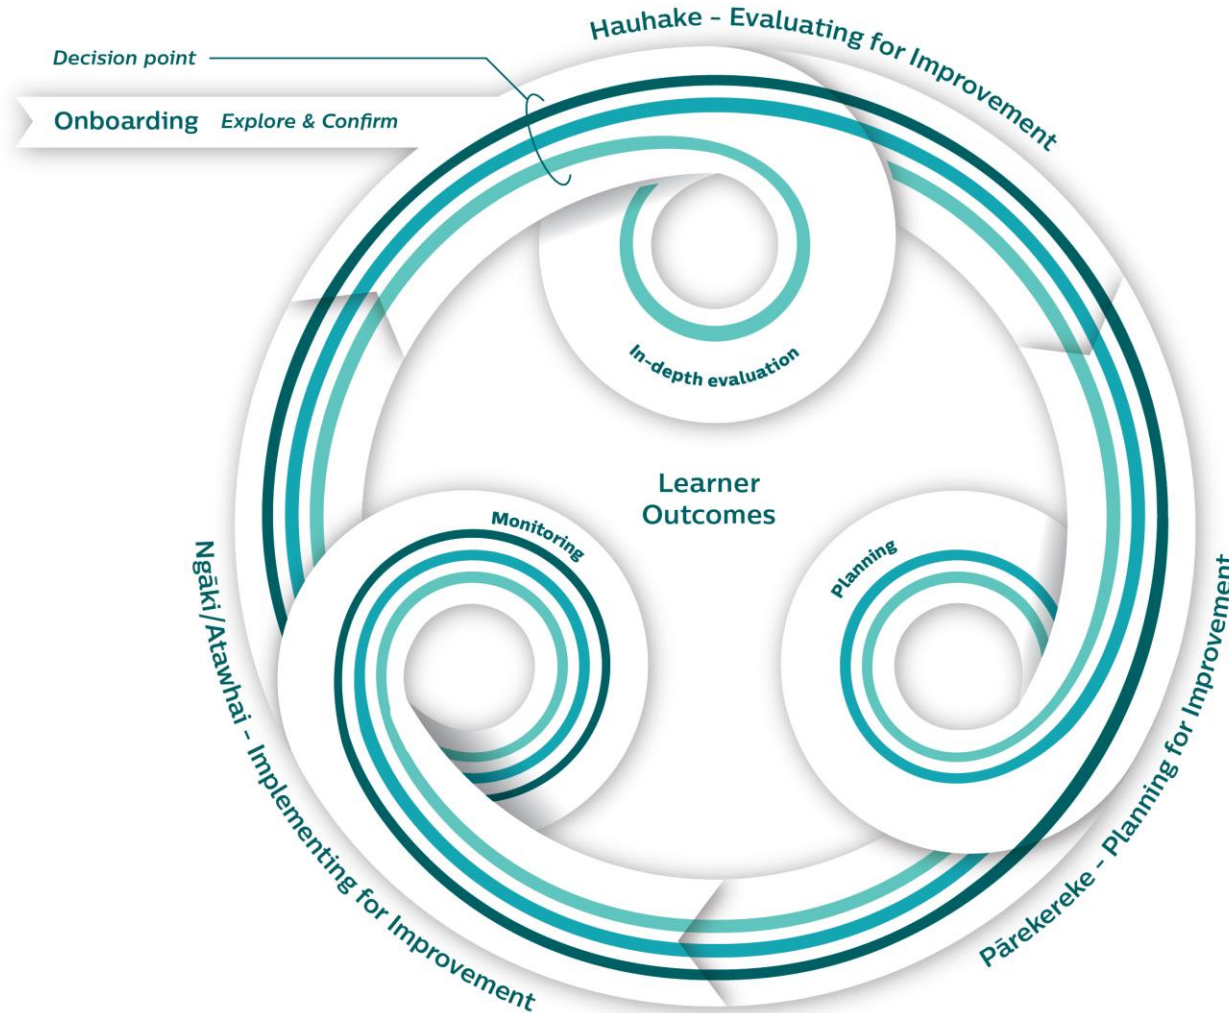 Hauhake - Evaluating for Improvement
Decision point
Onboarding Explore & Confirm
In-depth evaluation
Learner
Outcomes
Monitoring
Planning
Ngāki/Atawhai - Implementing for Improvement
Pārekereke - Planning for Improvement